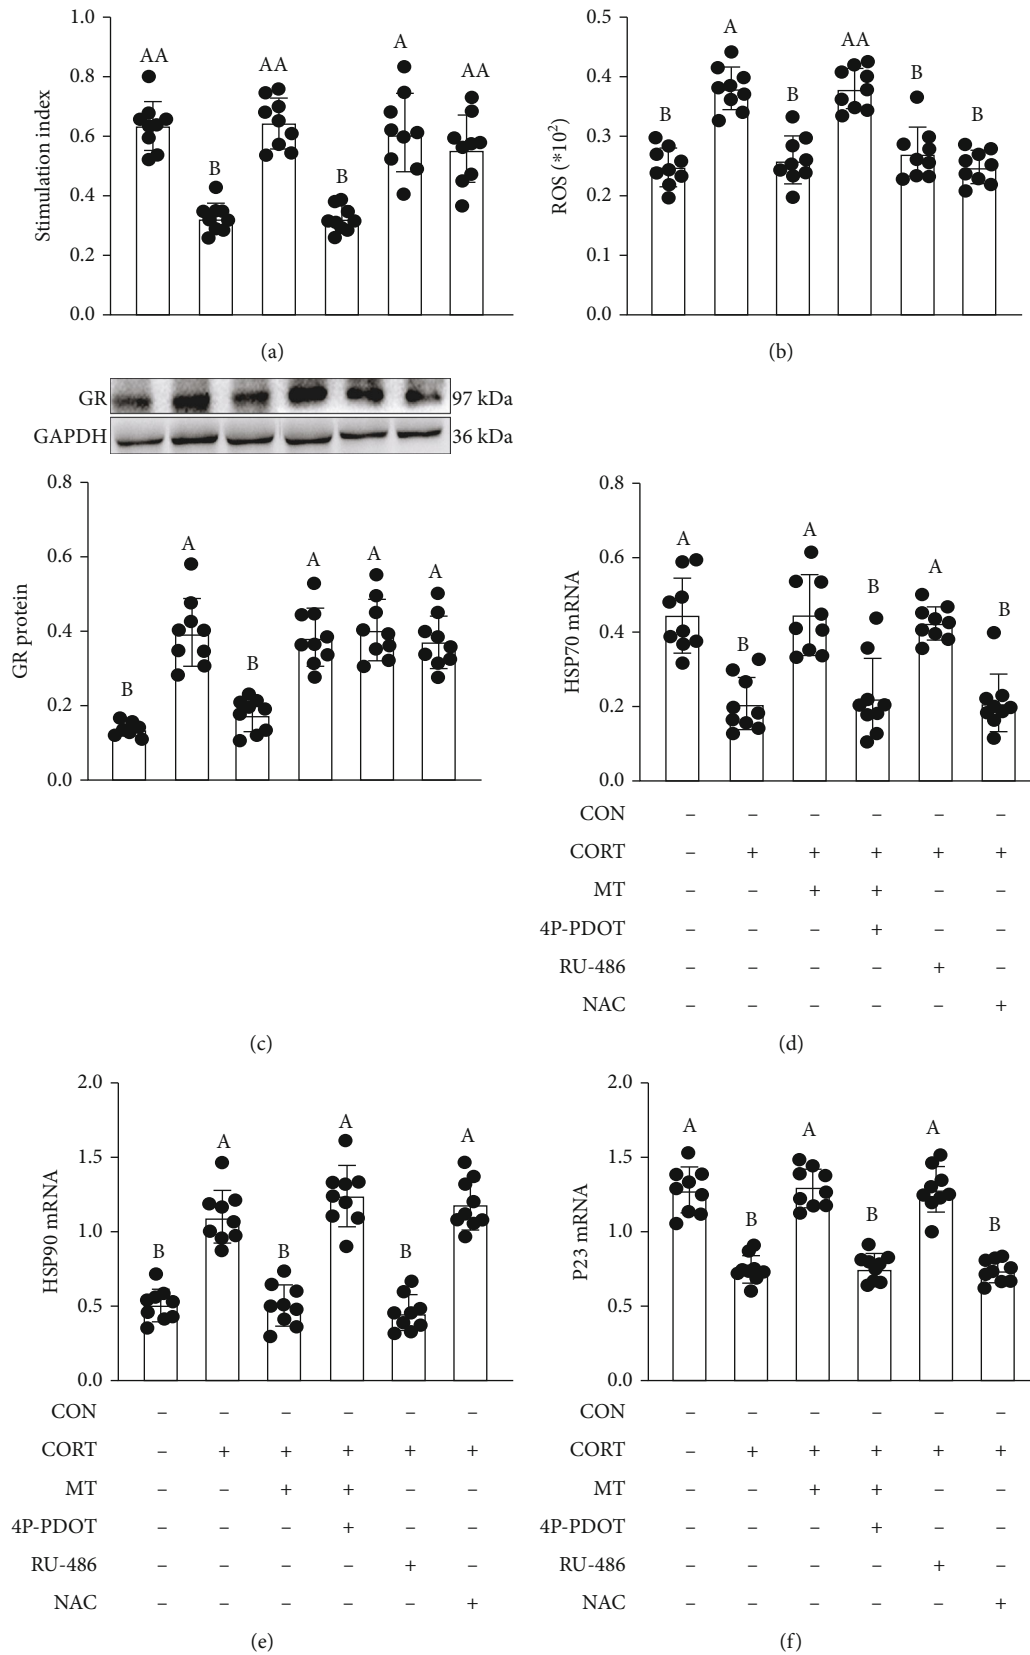 1.0
0.8
0.6
0.4
0.2
0.0
Stimulation index
AA
B
AA
B
A
AA
(a)
0.5
0.4
0.3
0.2
0.1
0.0
ROS (*10²)
B
A
B
AA
B
B
(b)
GR
97 kDa
GAPDH
36 kDa
0.8
0.6
0.4
0.2
0.0
GR protein
B
A
B
A
A
A
(c)
0.8
0.6
0.4
0.2
0.0
HSP70 mRNA
A
B
A
B
A
B
CON – – – – – –
CORT – + + + + +
MT – – + + – –
4P-PDOT – – – + – –
RU-486 – – – – + –
NAC – – – – – +
(d)
2.0
1.5
1.0
0.5
0.0
HSP90 mRNA
B
A
B
A
B
A
CON – – – – – –
CORT – + + + + +
MT – – + + – –
4P-PDOT – – – + – –
RU-486 – – – – + –
NAC – – – – – +
(e)
2.0
1.5
1.0
0.5
0.0
P23 mRNA
A
B
A
B
A
B
CON – – – – – –
CORT – + + + + +
MT – – + + – –
4P-PDOT – – – + – –
RU-486 – – – – + –
NAC – – – – – +
(f)